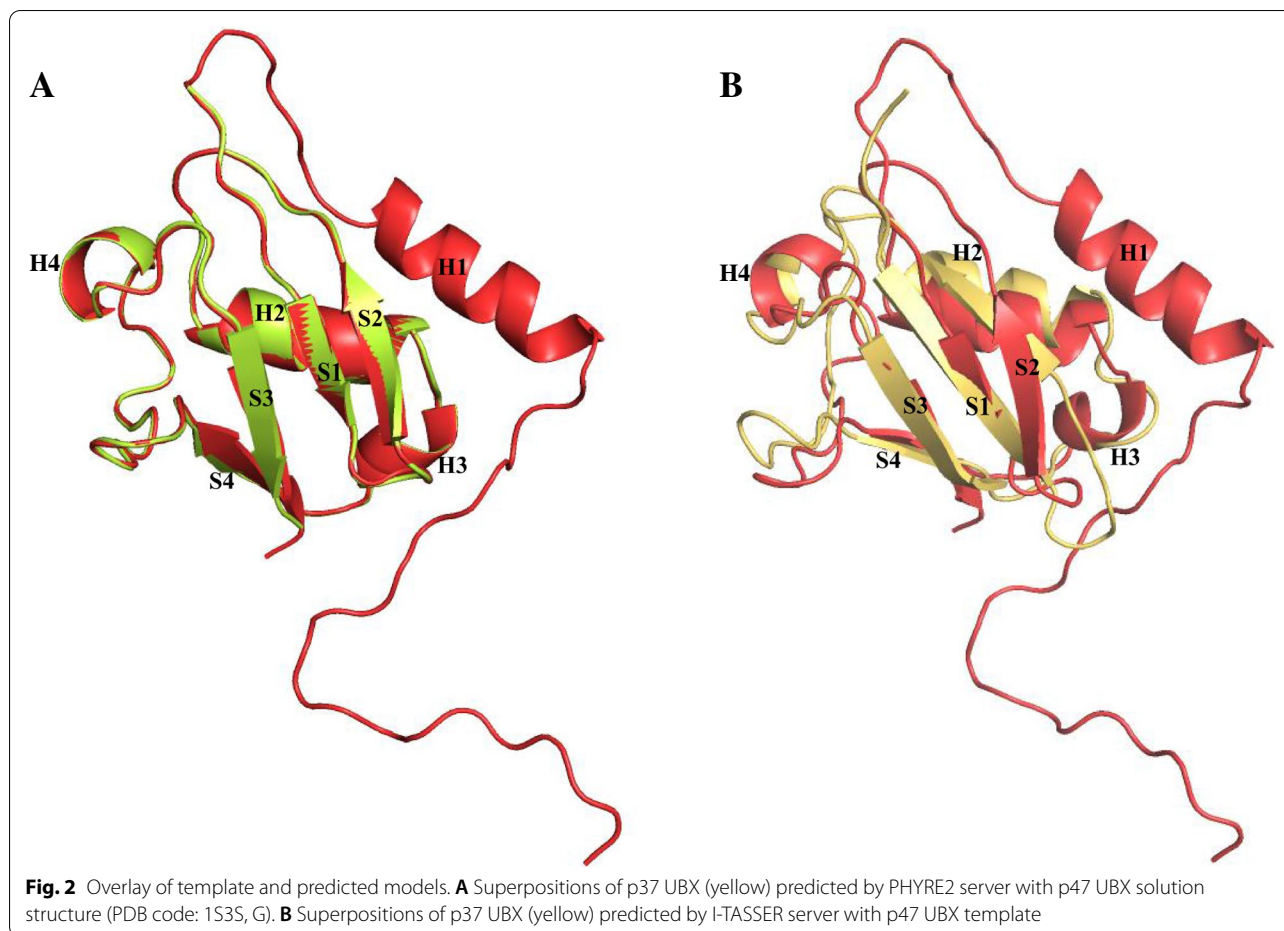 A
B
H4
H2
S2
H1
S1
S3
S4
H3
H4
H2
H1
S2
S3
S1
S4
H3
Fig. 2 Overlay of template and predicted models. A Superpositions of p37 UBX (yellow) predicted by PHYRE2 server with p47 UBX solution
structure (PDB code: 1S3S, G). B Superpositions of p37 UBX (yellow) predicted by I-TASSER server with p47 UBX template